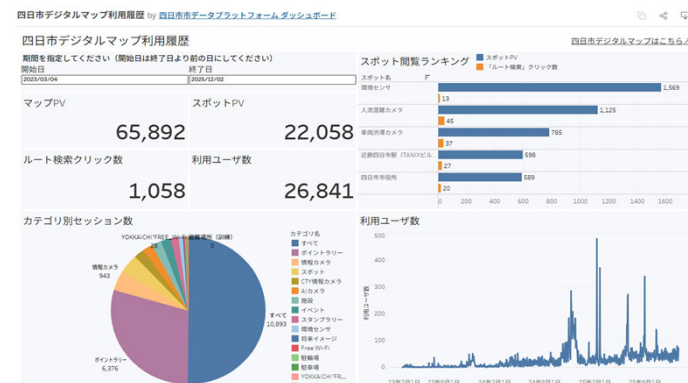 四日市デジタルマップ利用履歴 by 四日市市データプラットフォーム ダッシュボード
四日市デジタルマップ利用履歴
四日市デジタルマップはこちら
期間を指定してください（開始日は終了日より前の日にしてください）
開始日
終了日
2023/03/04
2025/12/02
マップPV
65,892
スポットPV
22,058
ルート検索クリック数
1,058
利用ユーザ数
26,841
スポット閲覧ランキング
スポットPV
「ルート検索」クリック数
スポット名
環境センサ
1,569
13
人流混雑カメラ
1,125
45
車両渋滞カメラ
785
37
近鉄四日市駅（TANIXビル
598
27
四日市市役所
589
20
0 200 400 600 800 1000 1200 1400 1600
カテゴリ別セッション数
情報カメラ
943
ポイントラリー
6,376
すべて
10,893
カテゴリ名
すべて
ポイントラリー
情報カメラ
スポット
CTY情報カメラ
AIカメラ
施設
イベント
スタンプラリー
環境センサ
将来イメージ
Free Wi-Fi
駐輪場
駐車場
YOKKAICHI'FR...
利用ユーザ数
利用ユーザ数
500
400
300
200
100
0